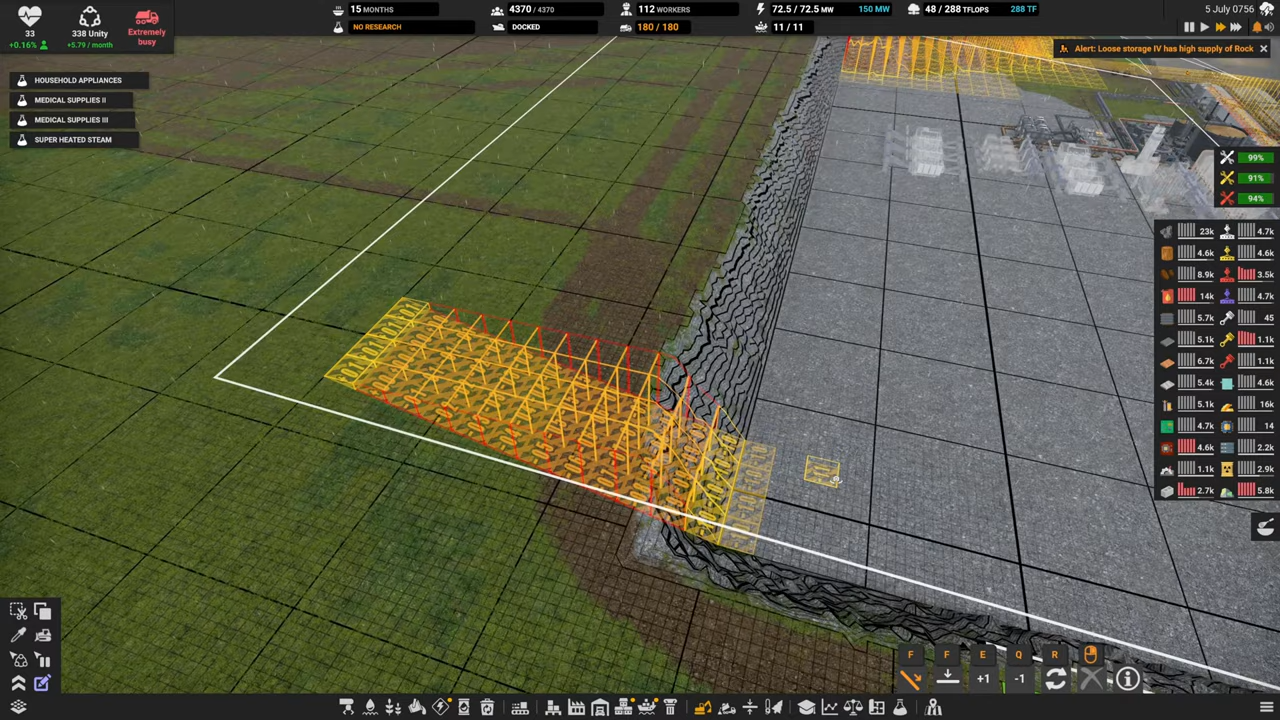 15 MONTHS
4370 / 4370
112 WORKERS
72.5 / 72.5 MW
150 MW
48 / 288 TFLOPS
288 TF
5 July 0756
33
338 Unity
Extremely
busy
+0.16%
+5.79 / month
NO RESEARCH
DOCKED
180 / 180
11 / 11
Alert: Loose storage IV has high supply of Rock
HOUSEHOLD APPLIANCES
MEDICAL SUPPLIES II
MEDICAL SUPPLIES III
SUPER HEATED STEAM
99%
91%
94%
23k 4.7k
4.6k 4.6k
8.9k 3.5k
14k 4.7k
5.7k 45
5.1k 1.1k
6.7k 1.1k
5.4k 4.6k
5.1k 16k
4.7k 14
4.6k 2.2k
1.1k 2.9k
2.7k 5.8k
F F E Q R
+1 -1